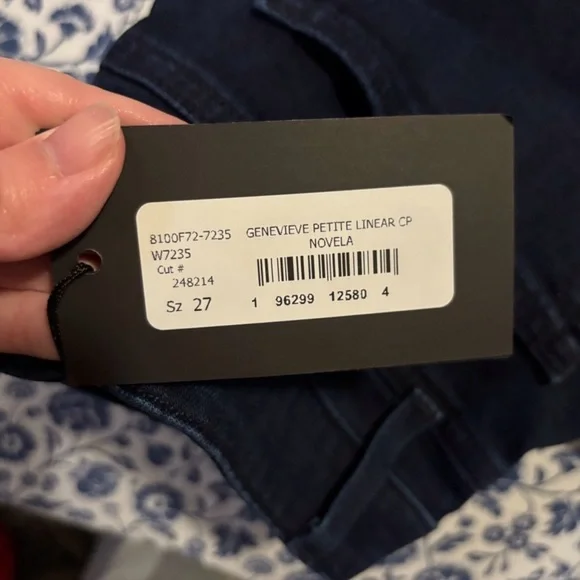 8100F72-7235 GENEVIEVE PETITE LINEAR CP
W7235 NOVELA
Cut #
248214
Sz 27
1 96299 12580 4